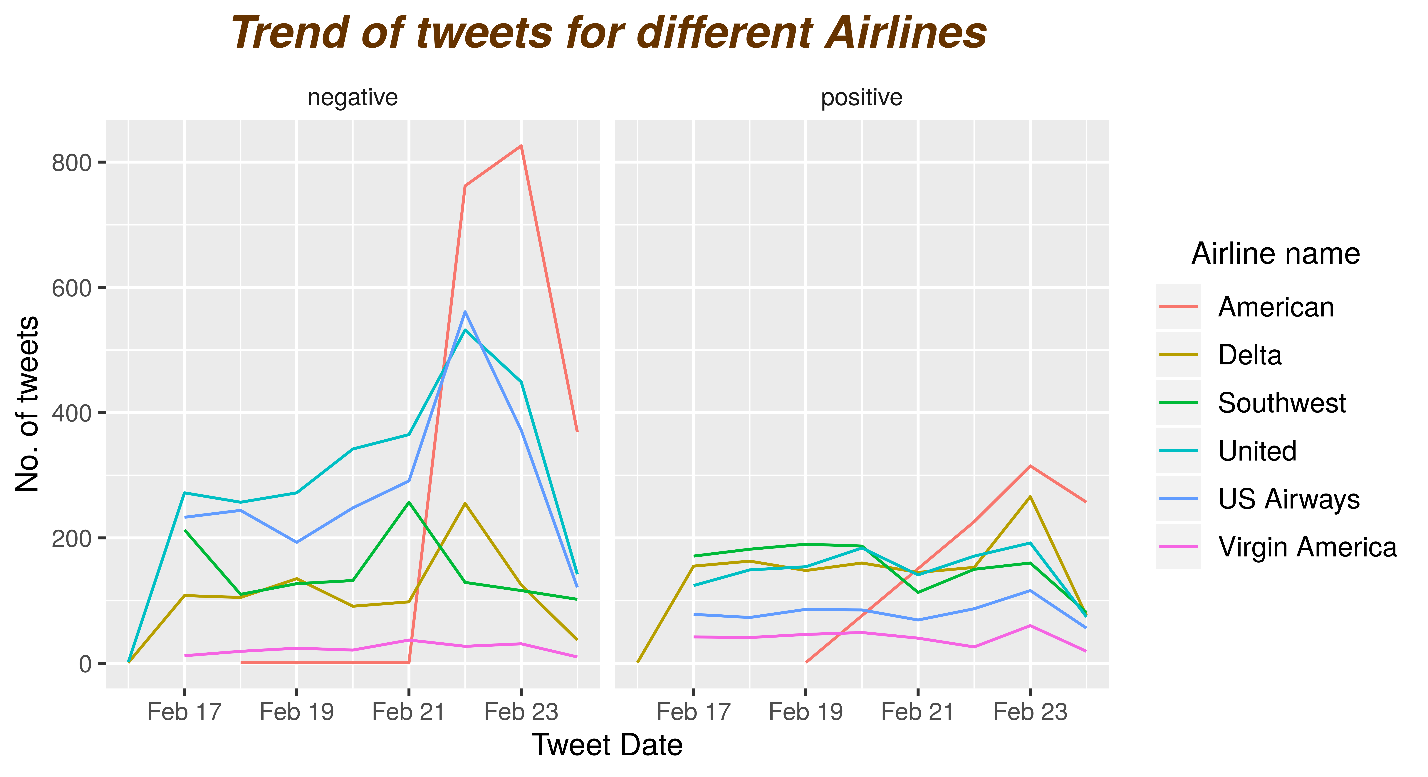 Trend of tweets for different Airlines
negative
positive
No. of tweets
800
600
400
200
0
Feb 17
Feb 19
Feb 21
Feb 23
Feb 17
Feb 19
Feb 21
Feb 23
Tweet Date
Airline name
American
Delta
Southwest
United
US Airways
Virgin America